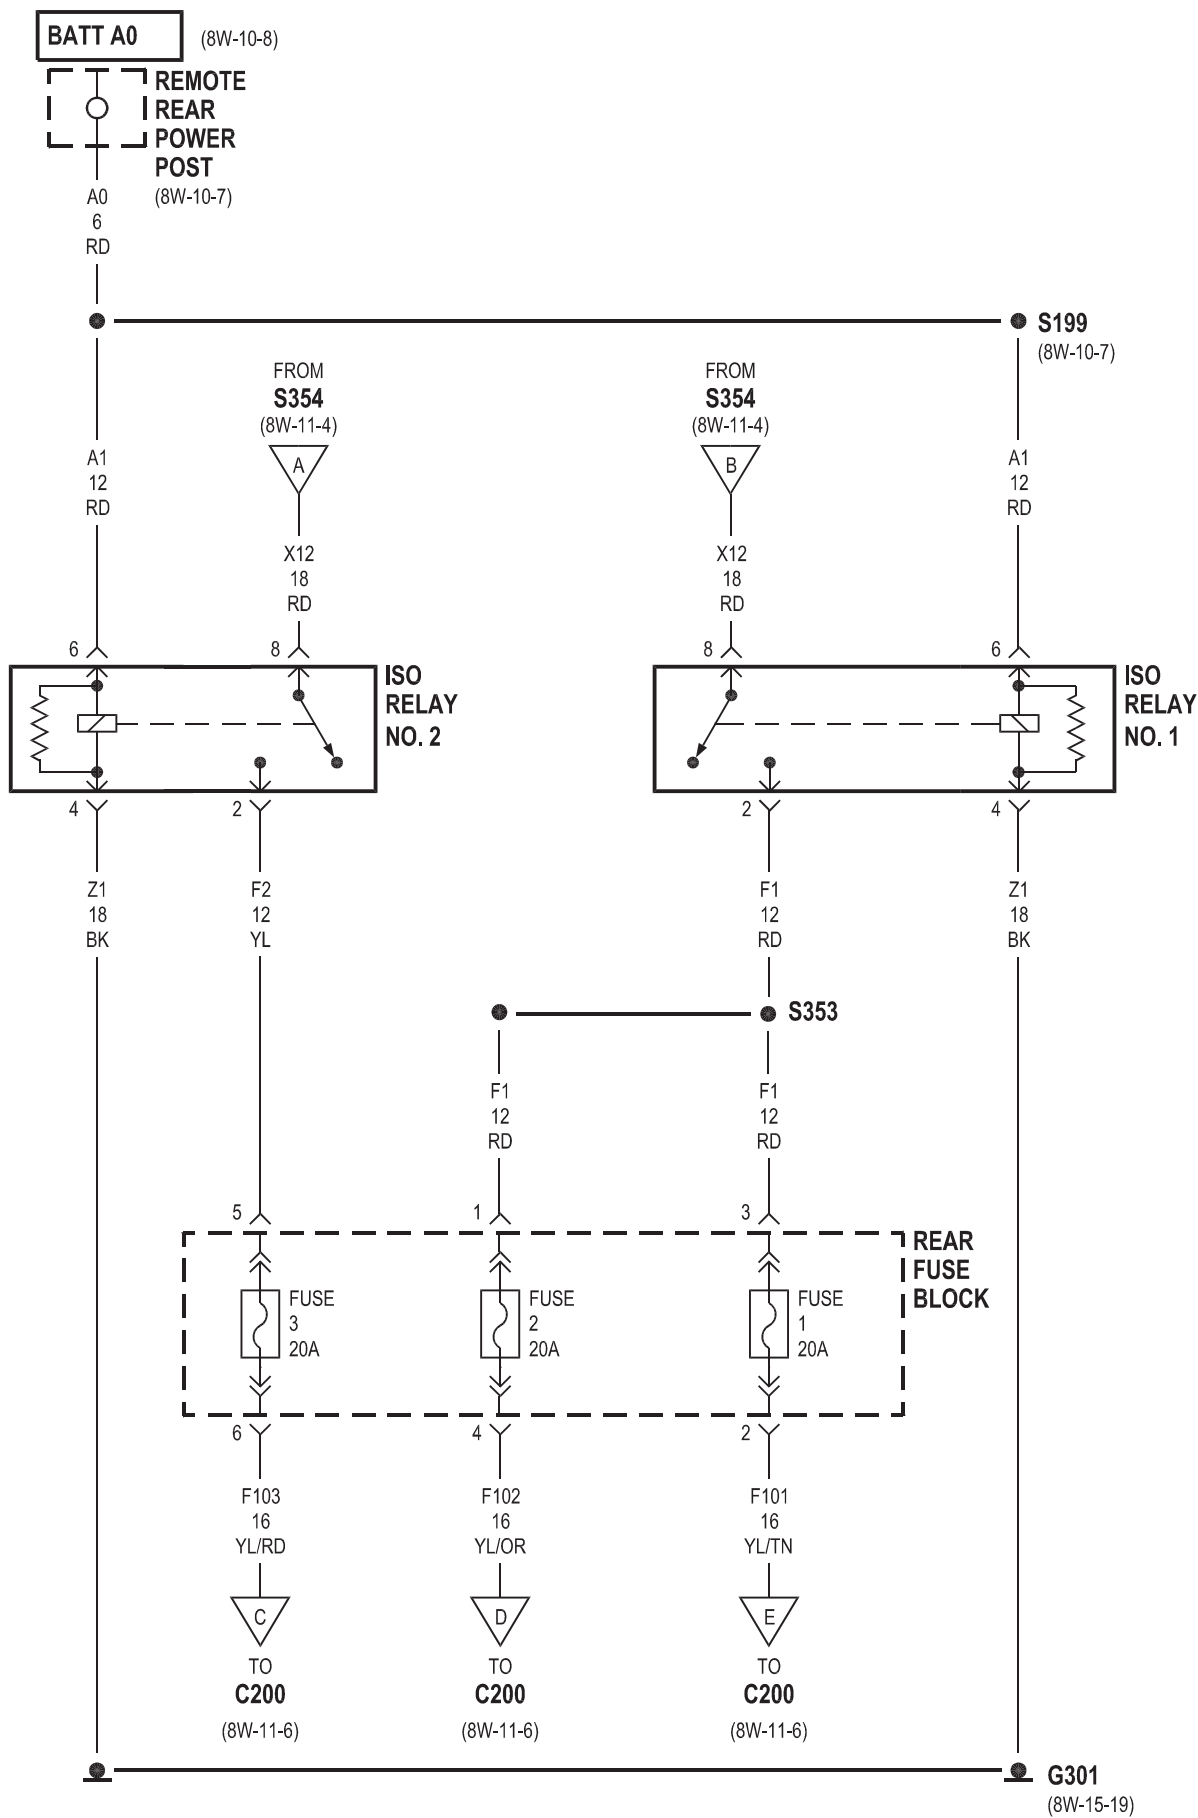 BATT A0
(8W-10-8)
REMOTE
REAR
POWER
POST
(8W-10-7)
A0
6
RD
S199
(8W-10-7)
FROM
S354
(8W-11-4)
A
FROM
S354
(8W-11-4)
B
A1
12
RD
X12
18
RD
X12
18
RD
A1
12
RD
6
8
8
6
ISO
RELAY
NO. 2
ISO
RELAY
NO. 1
4
2
2
4
Z1
18
BK
F2
12
YL
F1
12
RD
Z1
18
BK
S353
F1
12
RD
F1
12
RD
5
1
3
REAR
FUSE
BLOCK
FUSE
3
20A
FUSE
2
20A
FUSE
1
20A
6
4
2
F103
16
YL/RD
F102
16
YL/OR
F101
16
YL/TN
C
D
E
TO
C200
(8W-11-6)
TO
C200
(8W-11-6)
TO
C200
(8W-11-6)
G301
(8W-15-19)